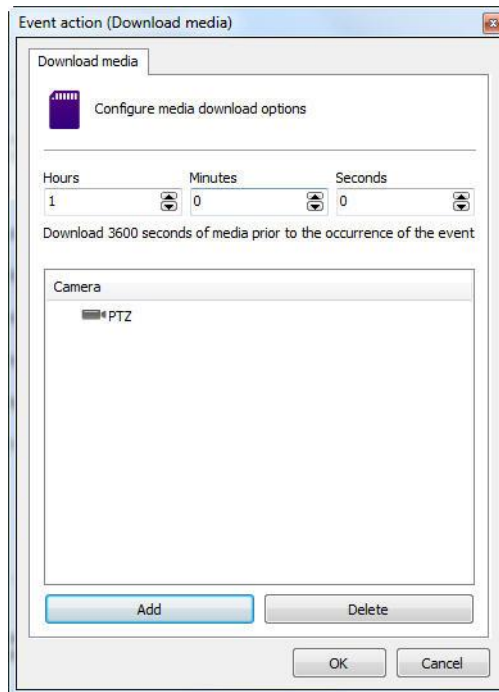 Event action (Download media)
Download media
Configure media download options
Hours Minutes Seconds
1 0 0
Download 3600 seconds of media prior to the occurrence of the event
Camera
PTZ
Add Delete
OK Cancel